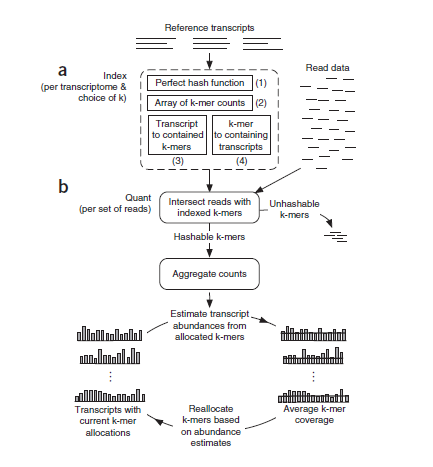 Reference transcripts
a
Index
(per transcriptome &
choice of k)
Perfect hash function
(1)
Array of k-mer counts
(2)
Transcript
to contained
k-mers
(3)
k-mer
to containing
transcripts
(4)
Read data
b
Quant
(per set of reads)
Intersect reads with
indexed k-mers
Unhashable
k-mers
Hashable k-mers
Aggregate counts
Estimate transcript
abundances from
allocated k-mers
Transcripts with
current k-mer
allocations
Reallocate
k-mers based
on abundance
estimates
Average k-mer
coverage